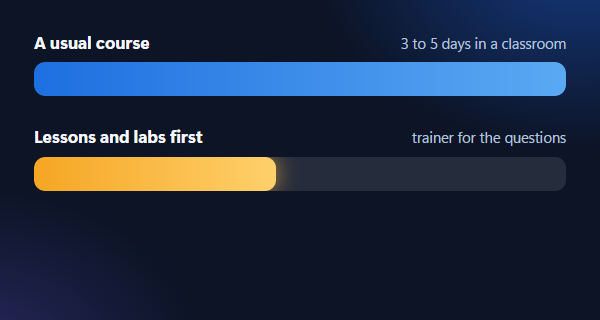 A usual course
3 to 5 days in a classroom
Lessons and labs first
trainer for the questions